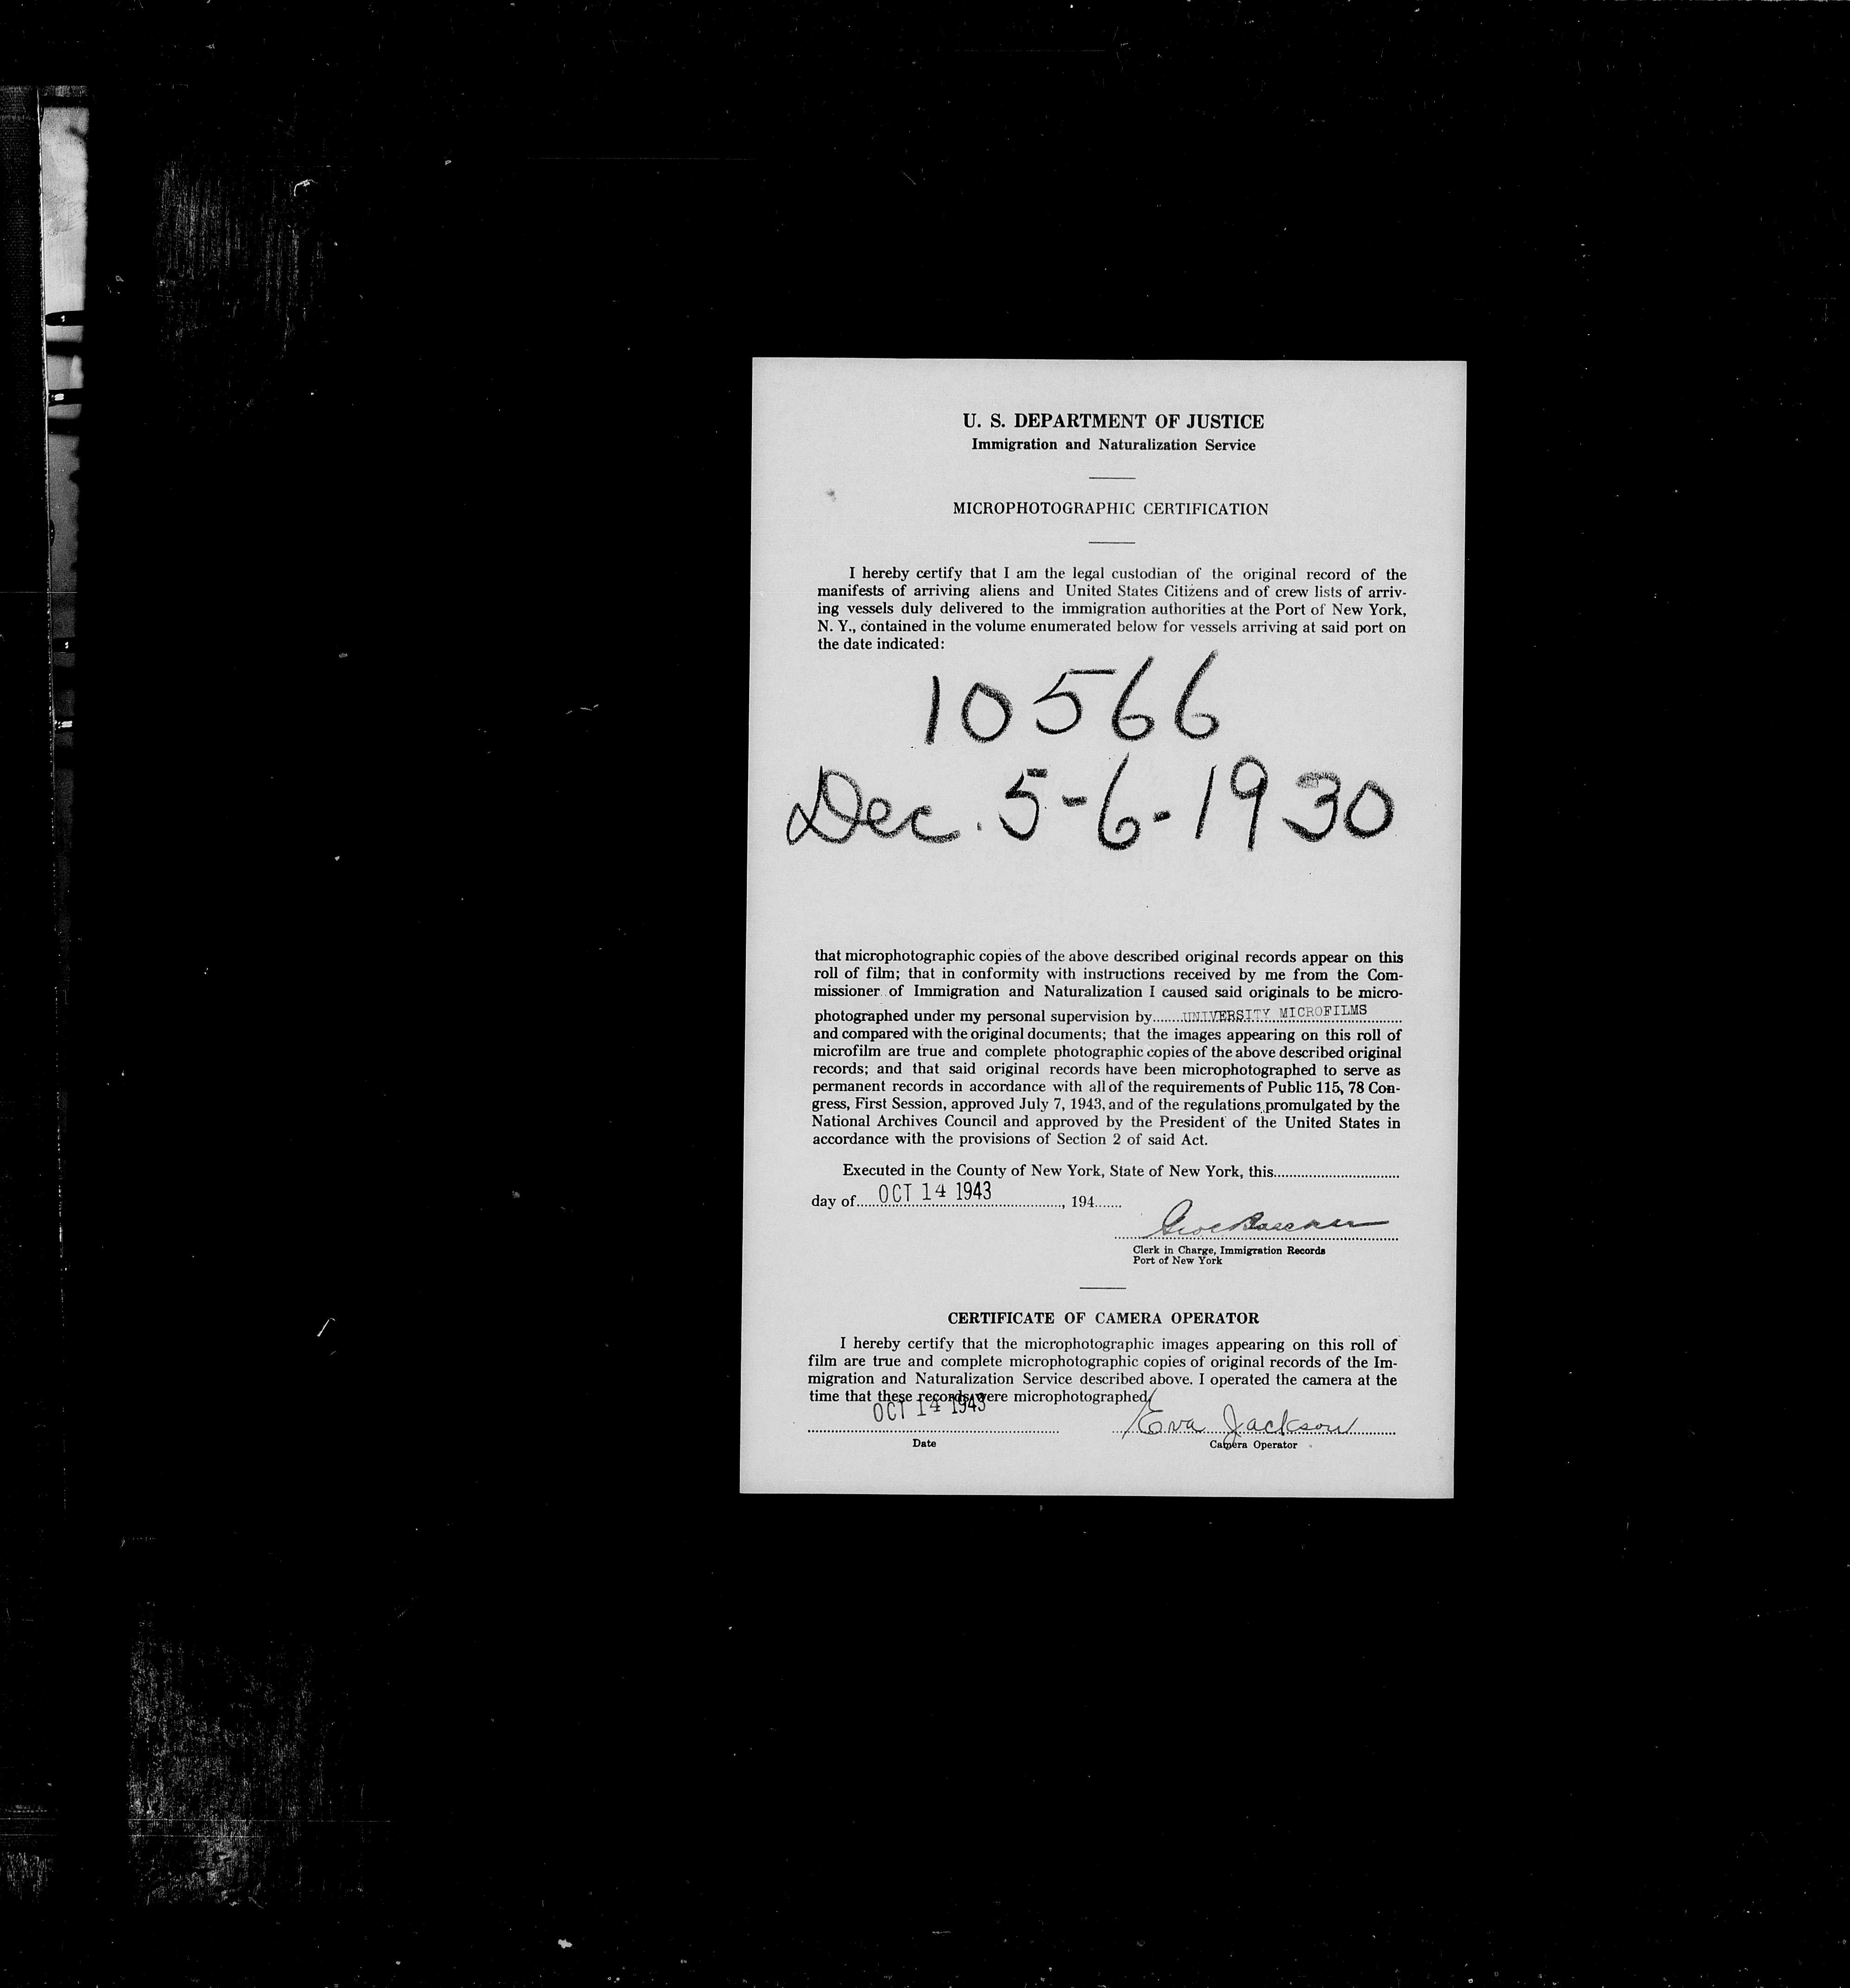 U. S. DEPARTMENT OF JUSTICE
Immigration and Naturalization Service
MICROPHOTOGRAPHIC CERTIFICATION
I hereby certify that I am the legal custodian of the original record of the
manifests of arriving aliens and United States Citizens and of crew lists of arriv-
ing vessels duly delivered to the immigration authorities at the Port of New York,
N. Y., contained in the volume enumerated below for vessels arriving at said port on
the date indicated:
10566
Dec. 5-6-1930
that microphotographic copies of the above described original records appear on this
roll of film; that in conformity with instructions received by me from the Com-
missioner of Immigration and Naturalization I caused said originals to be micro-
photographed under my personal supervision by........UNIVERSITY MICROFILMS........
and compared with the original documents; that the images appearing on this roll of
microfilm are true and complete photographic copies of the above described original
records; and that said original records have been microphotographed to serve as
permanent records in accordance with all of the requirements of Public 115, 78 Con-
gress, First Session, approved July 7, 1943, and of the regulations promulgated by the
National Archives Council and approved by the President of the United States in
accordance with the provisions of Section 2 of said Act.
Executed in the County of New York, State of New York, this................................
day of.....OCT 14 1943..................., 194.......
Clerk in Charge, Immigration Records
Port of New York
CERTIFICATE OF CAMERA OPERATOR
I hereby certify that the microphotographic images appearing on this roll of
film are true and complete microphotographic copies of original records of the Im-
migration and Naturalization Service described above. I operated the camera at the
time that these records were microphotographed.
OCT 14 1943
Eva Jackson
Date
Camera Operator